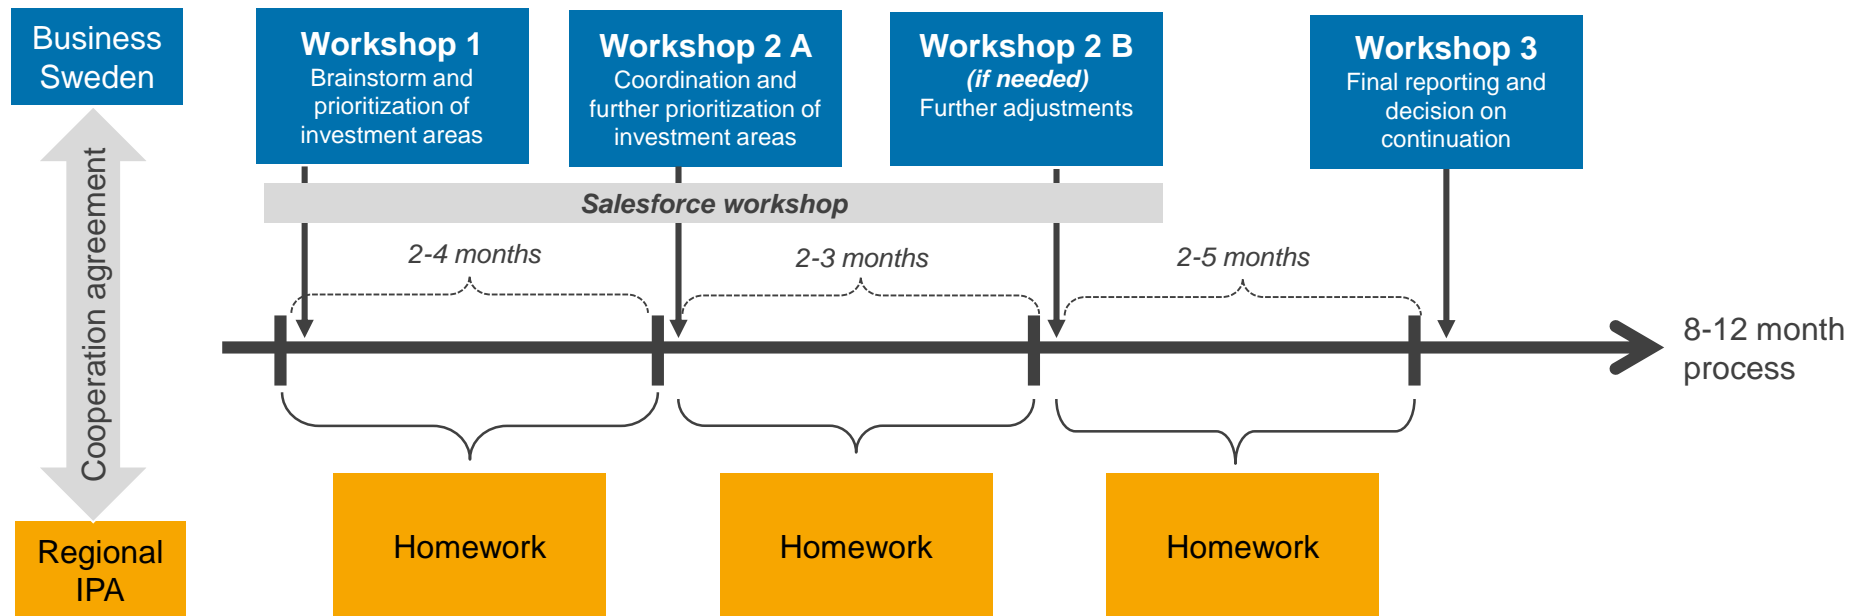 Business
Sweden
Cooperation agreement
Regional
IPA
Workshop 1
Brainstorm and
prioritization of
investment areas
Workshop 2 A
Coordination and
further prioritization of
investment areas
Workshop 2 B
(if needed)
Further adjustments
Workshop 3
Final reporting and
decision on
continuation
Salesforce workshop
2-4 months
2-3 months
2-5 months
8-12 month
process
Homework
Homework
Homework